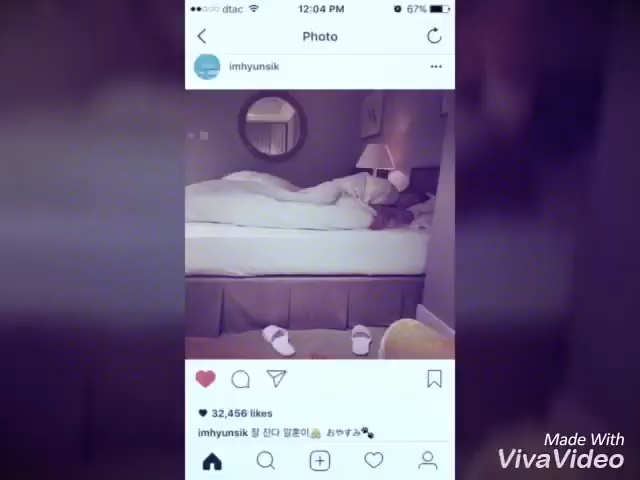 dtac 12:04 PM 67%
Photo
imhyunsik
32,456 likes
imhyunsik 잘 잔다 앙훈이 おやすみ
Made With
VivaVideo